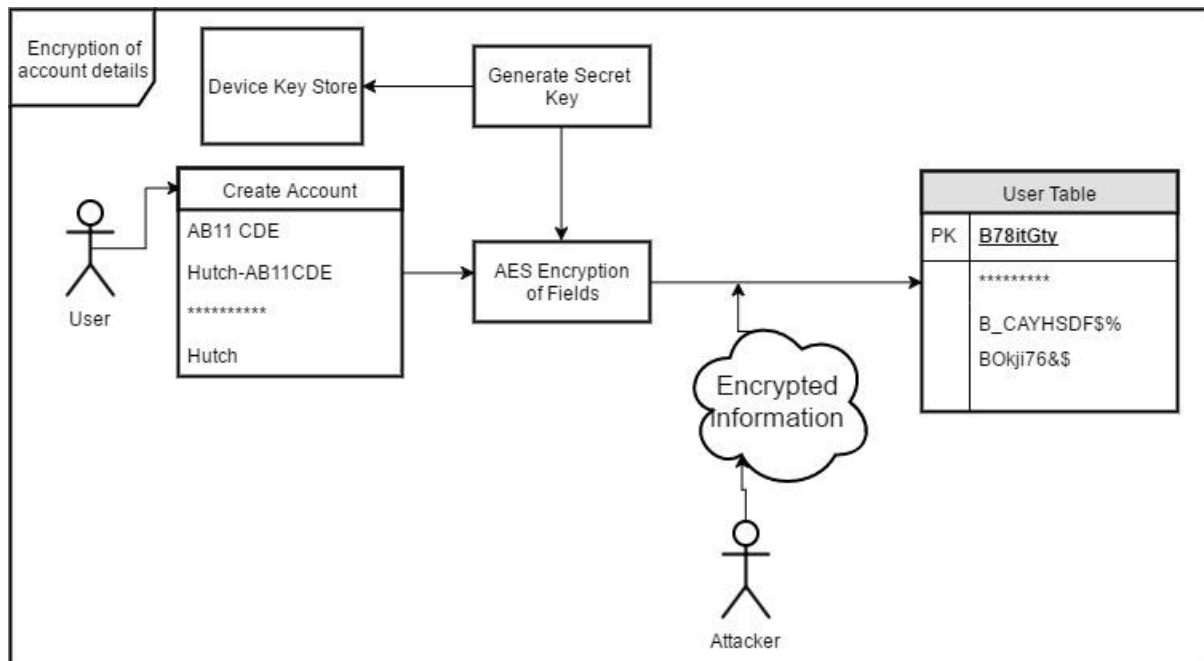 Encryption of
account details
Device Key Store
Generate Secret
Key
Create Account
AB11 CDE
Hutch-AB11CDE
**********
Hutch
User
AES Encryption
of Fields
User Table
PK B78itGty
*********
B_CAYHSDF$%
BOkji76&$
Encrypted
Information
Attacker